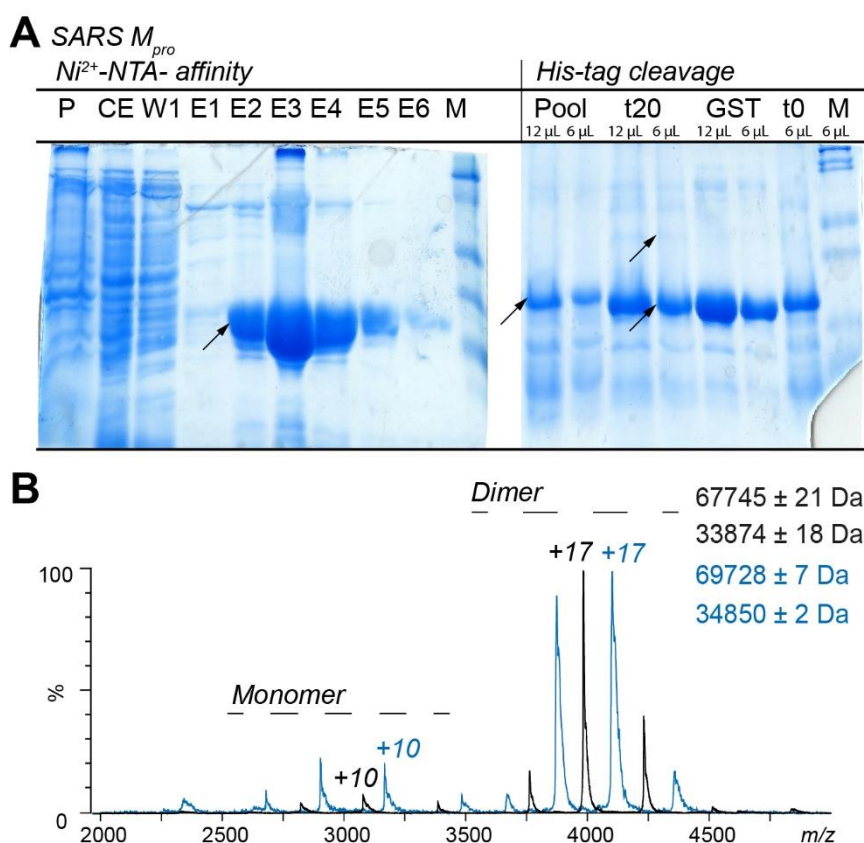 A SARS Mpro
Ni2+-NTA- affinity His-tag cleavage
P CE W1 E1 E2 E3 E4 E5 E6 M Pool t20 GST t0 M
12 µL 6 µL 12 µL 6 µL 12 µL 6 µL 6 µL 6 µL
B
Dimer
67745 ± 21 Da
33874 ± 18 Da
69728 ± 7 Da
34850 ± 2 Da
+17 +17
100
%
Monomer
+10 +10
0
2000 2500 3000 3500 4000 4500 m/z